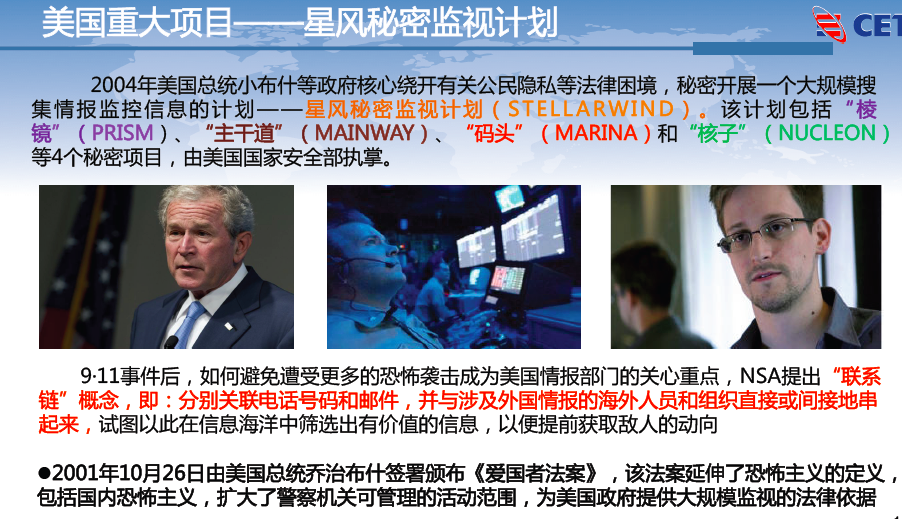 美国重大项目——星风秘密监视计划
CET
2004年美国总统小布什等政府核心绕开有关公民隐私等法律困境，秘密开展一个大规模搜
集情报监控信息的计划——星风秘密监视计划（STELLARWIND）。该计划包括“棱
镜”（PRISM）、“主干道”（MAINWAY）、“码头”（MARINA）和“核子”（NUCLEON）
等4个秘密项目，由美国国家安全部执掌。
9·11事件后，如何避免遭受更多的恐怖袭击成为美国情报部门的关心重点，NSA提出“联系
链”概念，即：分别关联电话号码和邮件，并与涉及外国情报的海外人员和组织直接或间接地串
起来，试图以此在信息海洋中筛选出有价值的信息，以便提前获取敌人的动向
●2001年10月26日由美国总统乔治布什签署颁布《爱国者法案》，该法案延伸了恐怖主义的定义，
包括国内恐怖主义，扩大了警察机关可管理的活动范围，为美国政府提供大规模监视的法律依据